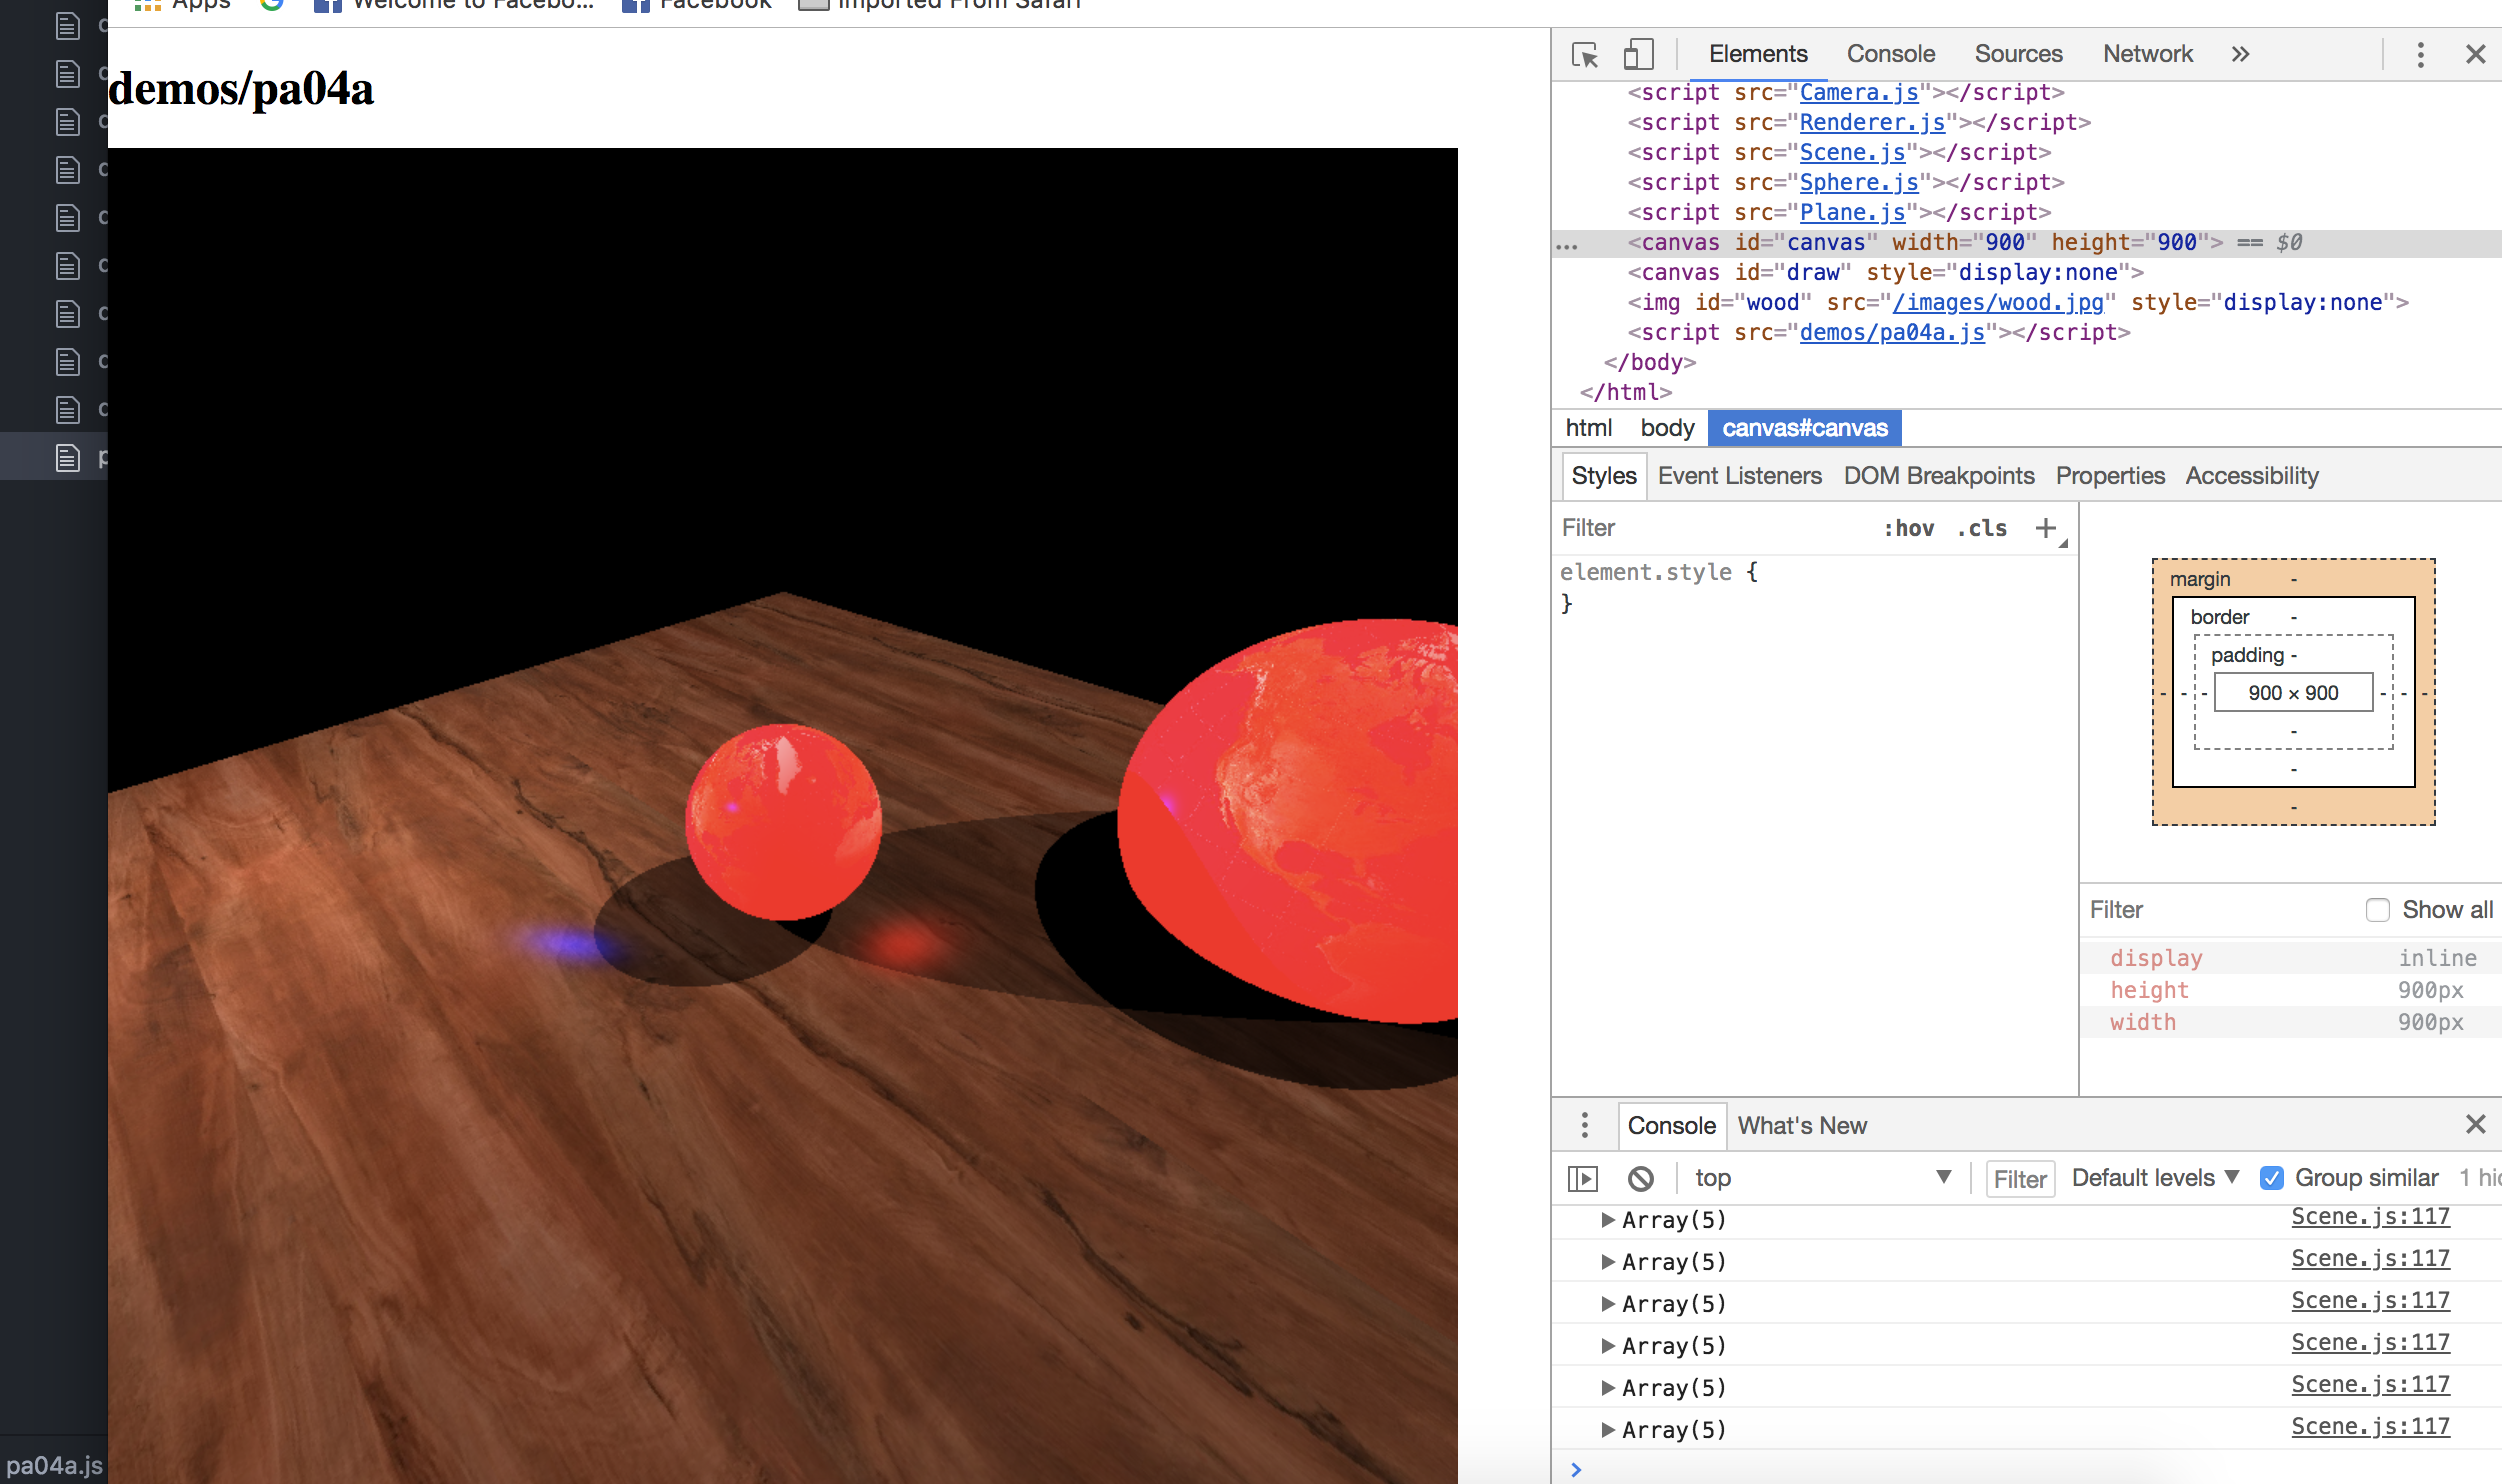 Apps
Welcome to Facebo...
Facebook
Imported From Safari
demos/pa04a
pa04a.js
Elements
Console
Sources
Network
<script src="Camera.js"></script>
<script src="Renderer.js"></script>
<script src="Scene.js"></script>
<script src="Sphere.js"></script>
<script src="Plane.js"></script>
... <canvas id="canvas" width="900" height="900"> == $0
<canvas id="draw" style="display:none">
<img id="wood" src="/images/wood.jpg" style="display:none">
<script src="demos/pa04a.js"></script>
</body>
</html>
html body canvas#canvas
Styles Event Listeners DOM Breakpoints Properties Accessibility
Filter :hov .cls +
element.style {
}
margin -
border -
padding -
- - - 900 × 900 - - -
-
-
-
Filter Show all
display inline
height 900px
width 900px
Console What's New
top Filter Default levels Group similar 1
Array(5) Scene.js:117
Array(5) Scene.js:117
Array(5) Scene.js:117
Array(5) Scene.js:117
Array(5) Scene.js:117
Array(5) Scene.js:117